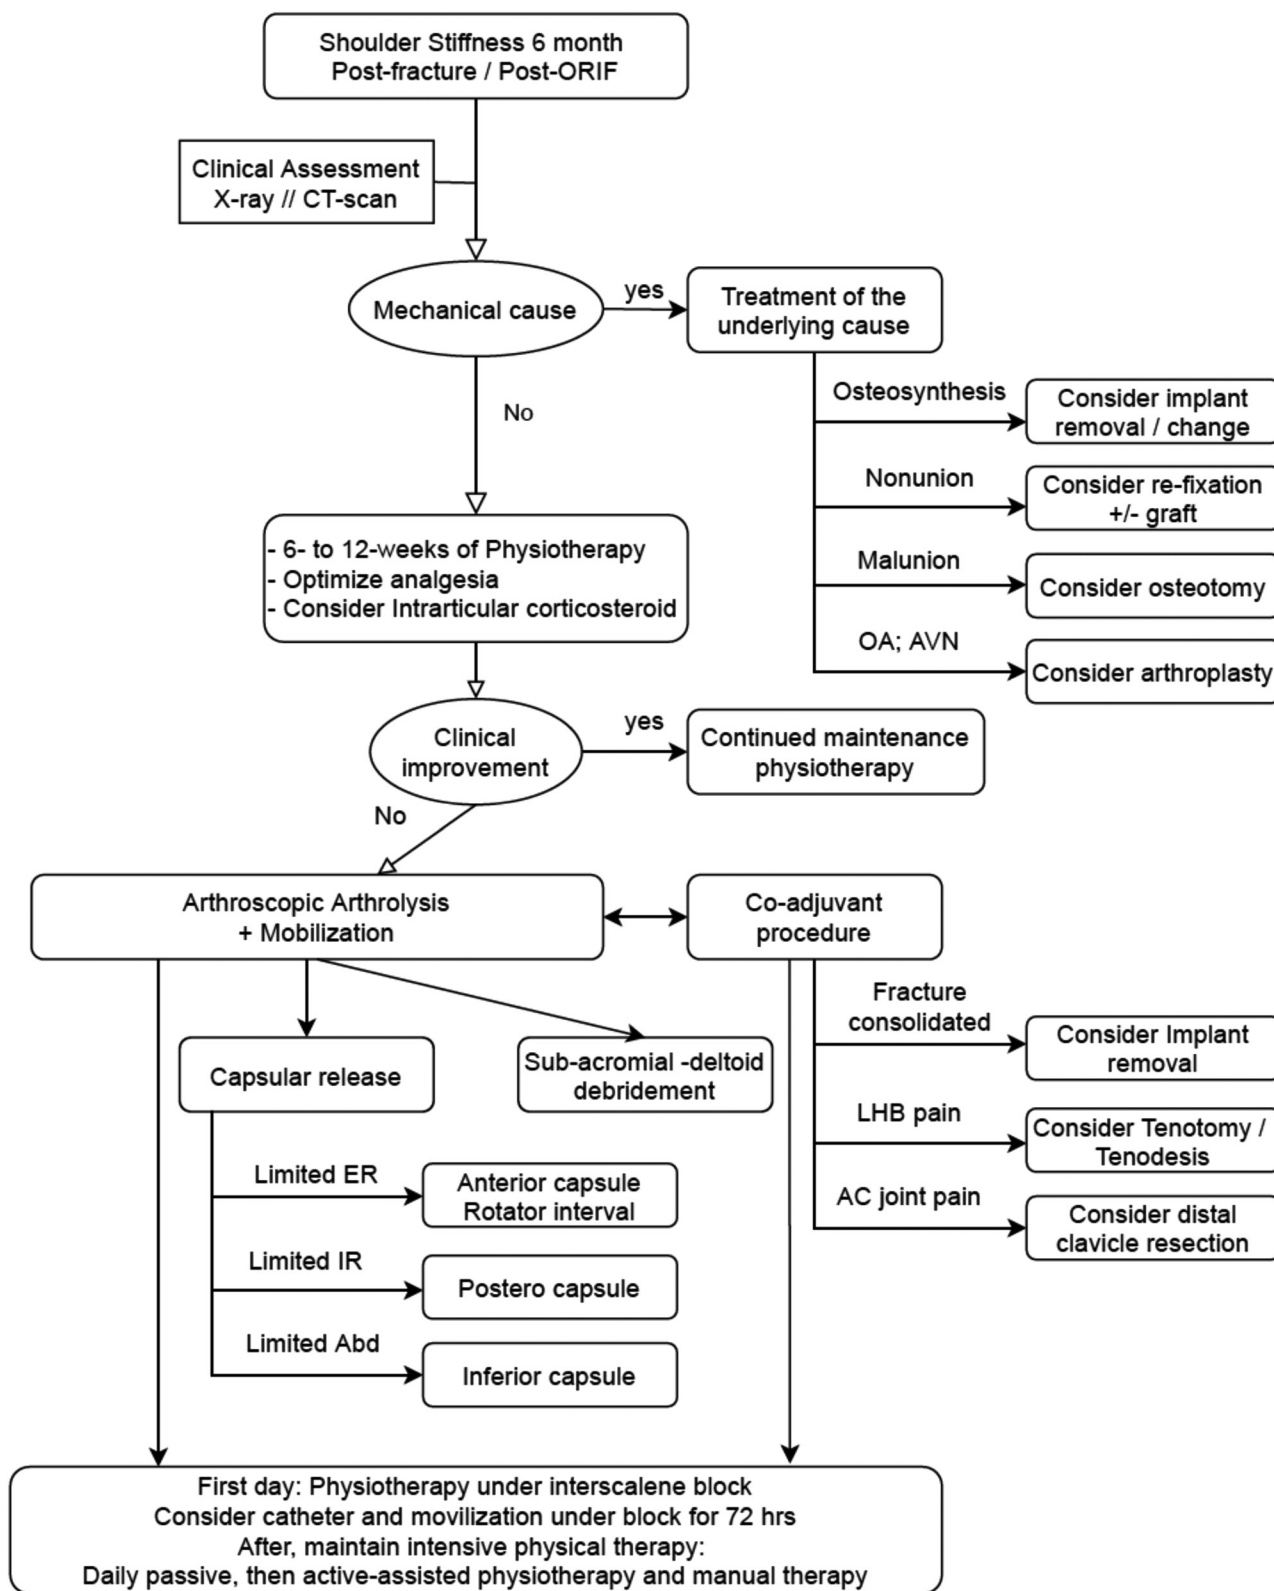 Shoulder Stiffness 6 month
Post-fracture / Post-ORIF
Clinical Assessment
X-ray // CT-scan
Mechanical cause
yes
Treatment of the
underlying cause
Osteosynthesis
Consider implant
removal / change
Nonunion
Consider re-fixation
+/- graft
Malunion
Consider osteotomy
OA; AVN
Consider arthroplasty
No
- 6- to 12-weeks of Physiotherapy
- Optimize analgesia
- Consider Intrarticular corticosteroid
Clinical
improvement
yes
Continued maintenance
physiotherapy
No
Arthroscopic Arthrolysis
+ Mobilization
Co-adjuvant
procedure
Fracture
consolidated
Consider Implant
removal
LHB pain
Consider Tenotomy /
Tenodesis
AC joint pain
Consider distal
clavicle resection
Capsular release
Sub-acromial -deltoid
debridement
Limited ER
Anterior capsule
Rotator interval
Limited IR
Postero capsule
Limited Abd
Inferior capsule
First day: Physiotherapy under interscalene block
Consider catheter and movilization under block for 72 hrs
After, maintain intensive physical therapy:
Daily passive, then active-assisted physiotherapy and manual therapy